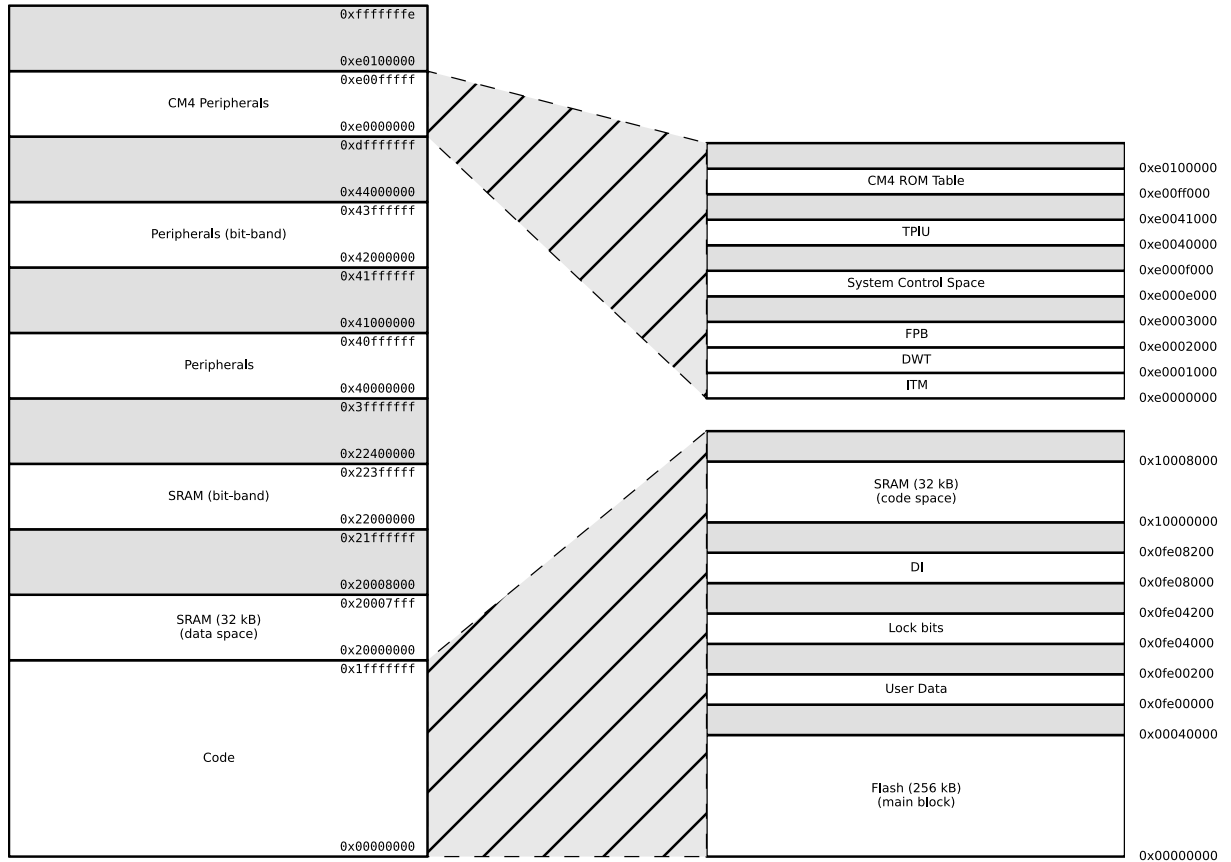 0xfffffffe
0xe0100000
0xe00fffff
CM4 Peripherals
0xe0000000
0xdfffffff
0x44000000
0x43ffffff
Peripherals (bit-band)
0x42000000
0x41ffffff
0x41000000
0x40ffffff
Peripherals
0x40000000
0x3fffffff
0x22400000
0x223fffff
SRAM (bit-band)
0x22000000
0x21ffffff
0x20008000
0x20007fff
SRAM (32 kB)
(data space)
0x20000000
0x1fffffff
Code
0x00000000
0xe0100000
CM4 ROM Table
0xe00ff000
0xe0041000
TPIU
0xe0040000
0xe000f000
System Control Space
0xe000e000
0xe0003000
FPB
0xe0002000
DWT
0xe0001000
ITM
0xe0000000
0x10008000
SRAM (32 kB)
(code space)
0x10000000
0x0fe08200
DI
0x0fe08000
0x0fe04200
Lock bits
0x0fe04000
0x0fe00200
User Data
0x0fe00000
0x00040000
Flash (256 kB)
(main block)
0x00000000